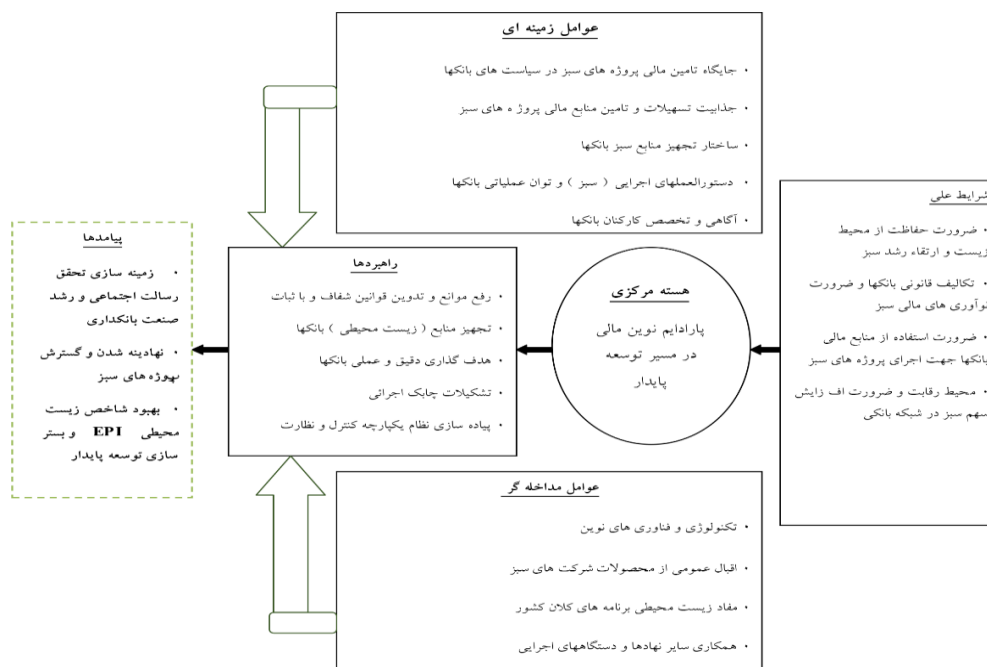 عوامل زمینه ای
• جایگاه تامین مالی پروژه های سبز در سیاست های بانکها
• جذابیت تسهیلات و تامین منابع مالی پروژ ه های سبز
• ساختار تجهیز منابع سبز بانکها
• دستورالعملهای اجرایی ( سبز ) و توان عملیاتی بانکها
• آگاهی و تخصص کارکنان بانکها
شرایط علی
• ضرورت حفاظت از محیط
زیست و ارتقاء رشد سبز
• تکالیف قانونی بانکها و ضرورت
نوآوری های مالی سبز
• ضرورت استفاده از منابع مالی
بانکها جهت اجرای پروژه های سبز
• محیط رقابت و ضرورت اف زایش
سهم سبز در شبکه بانکی
هسته مرکزی
پارادایم نوین مالی
در مسیر توسعه
پایدار
راهبردها
• رفع موانع و تدوین قوانین شفاف و با ثبات
• تجهیز منابع ( زیست محیطی ) بانکها
• هدف گذاری دقیق و عملی بانکها
• تشکیلات چابک اجرائی
• پیاده سازی نظام یکپارچه کنترل و نظارت
پیامدها
• زمینه سازی تحقق
رسالت اجتماعی و رشد
صنعت بانکداری
• نهادینه شدن و گسترش
های سبز
• بهبود شاخص زیست
محیطی EPI و بستر
سازی توسعه پایدار
عوامل مداخله گر
• تکنولوژی و فناوری های نوین
• اقبال عمومی از محصولات شرکت های سبز
• مفاد زیست محیطی برنامه های کلان کشور
• همکاری سایر نهادها و دستگاههای اجرایی